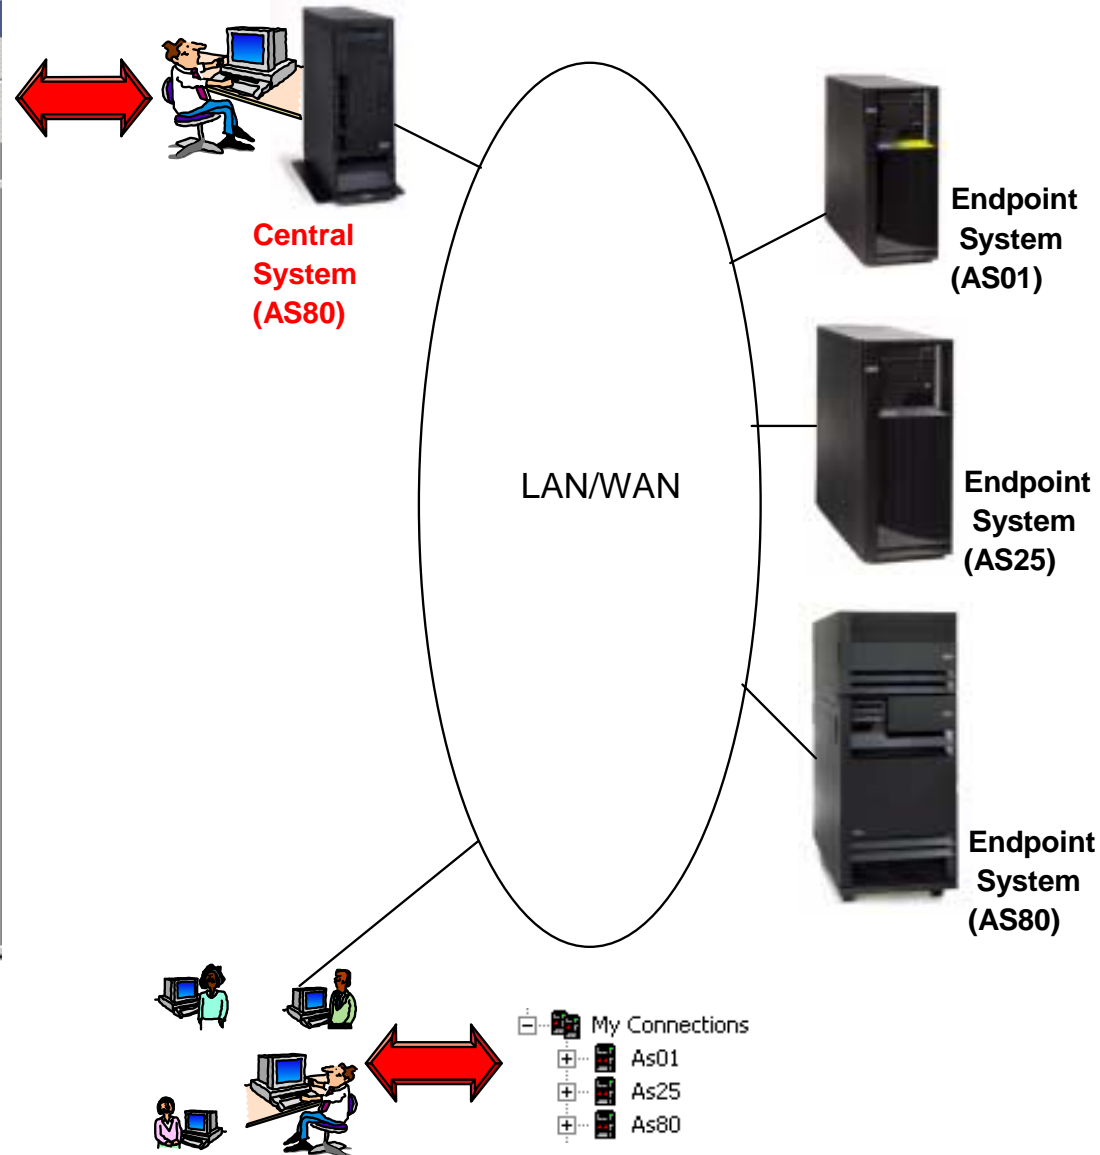 Central
System
(AS80)
Endpoint
System
(AS01)
LAN/WAN
Endpoint
System
(AS25)
Endpoint
System
(AS80)
My Connections
As01
As25
As80